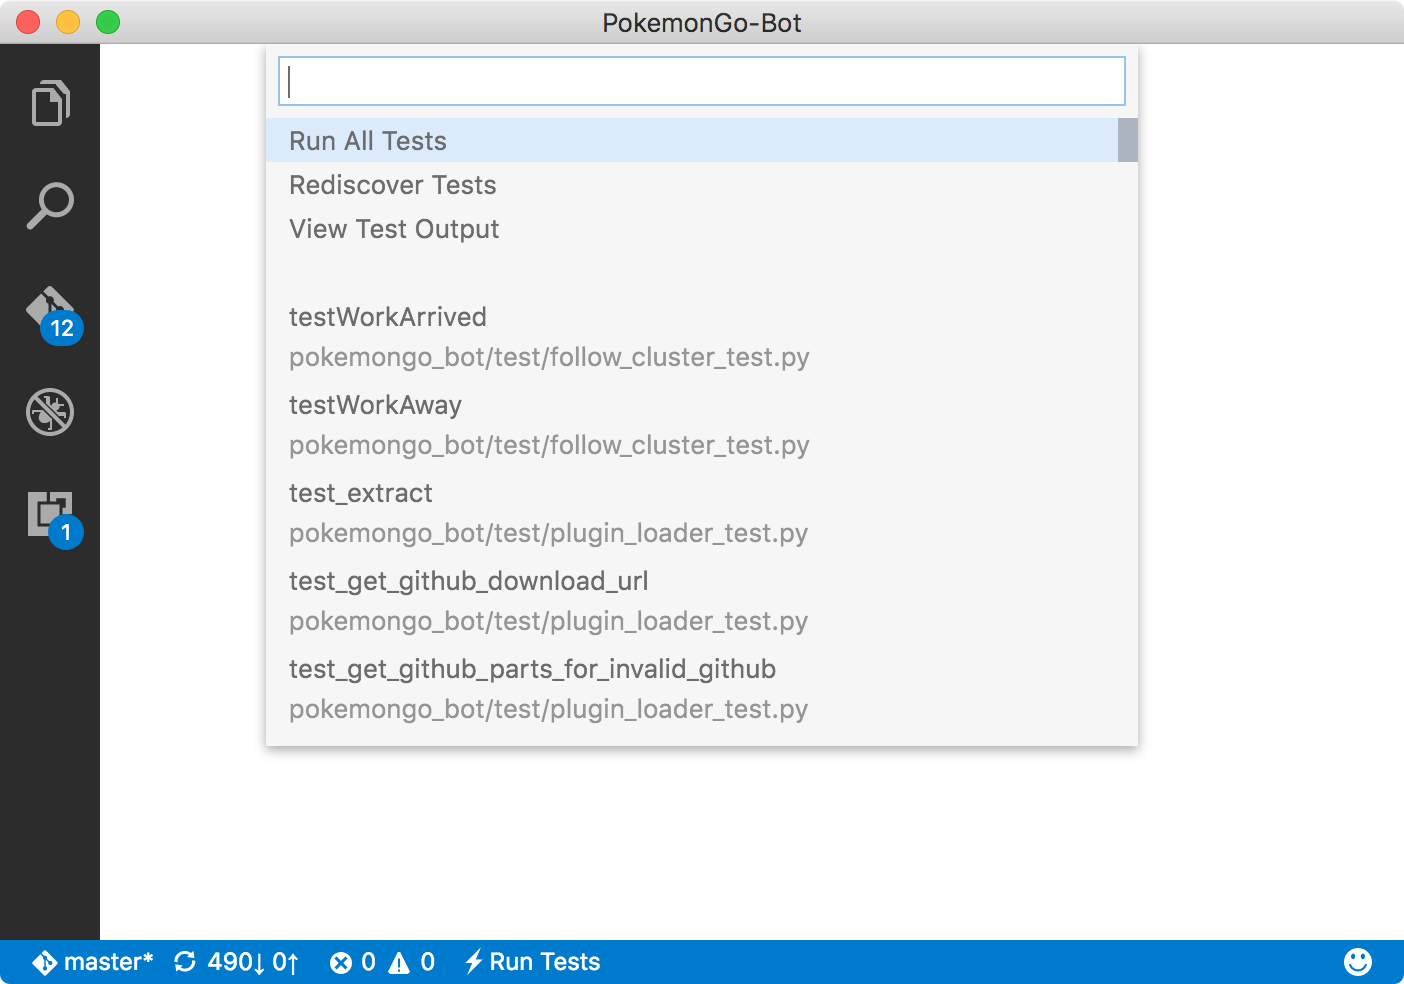 PokemonGo-Bot
Run All Tests
Rediscover Tests
View Test Output
testWorkArrived
pokemongo_bot/test/follow_cluster_test.py
testWorkAway
pokemongo_bot/test/follow_cluster_test.py
test_extract
pokemongo_bot/test/plugin_loader_test.py
test_get_github_download_url
pokemongo_bot/test/plugin_loader_test.py
test_get_github_parts_for_invalid_github
pokemongo_bot/test/plugin_loader_test.py
12
1
master* 490↓ 0↑ 0 0 Run Tests